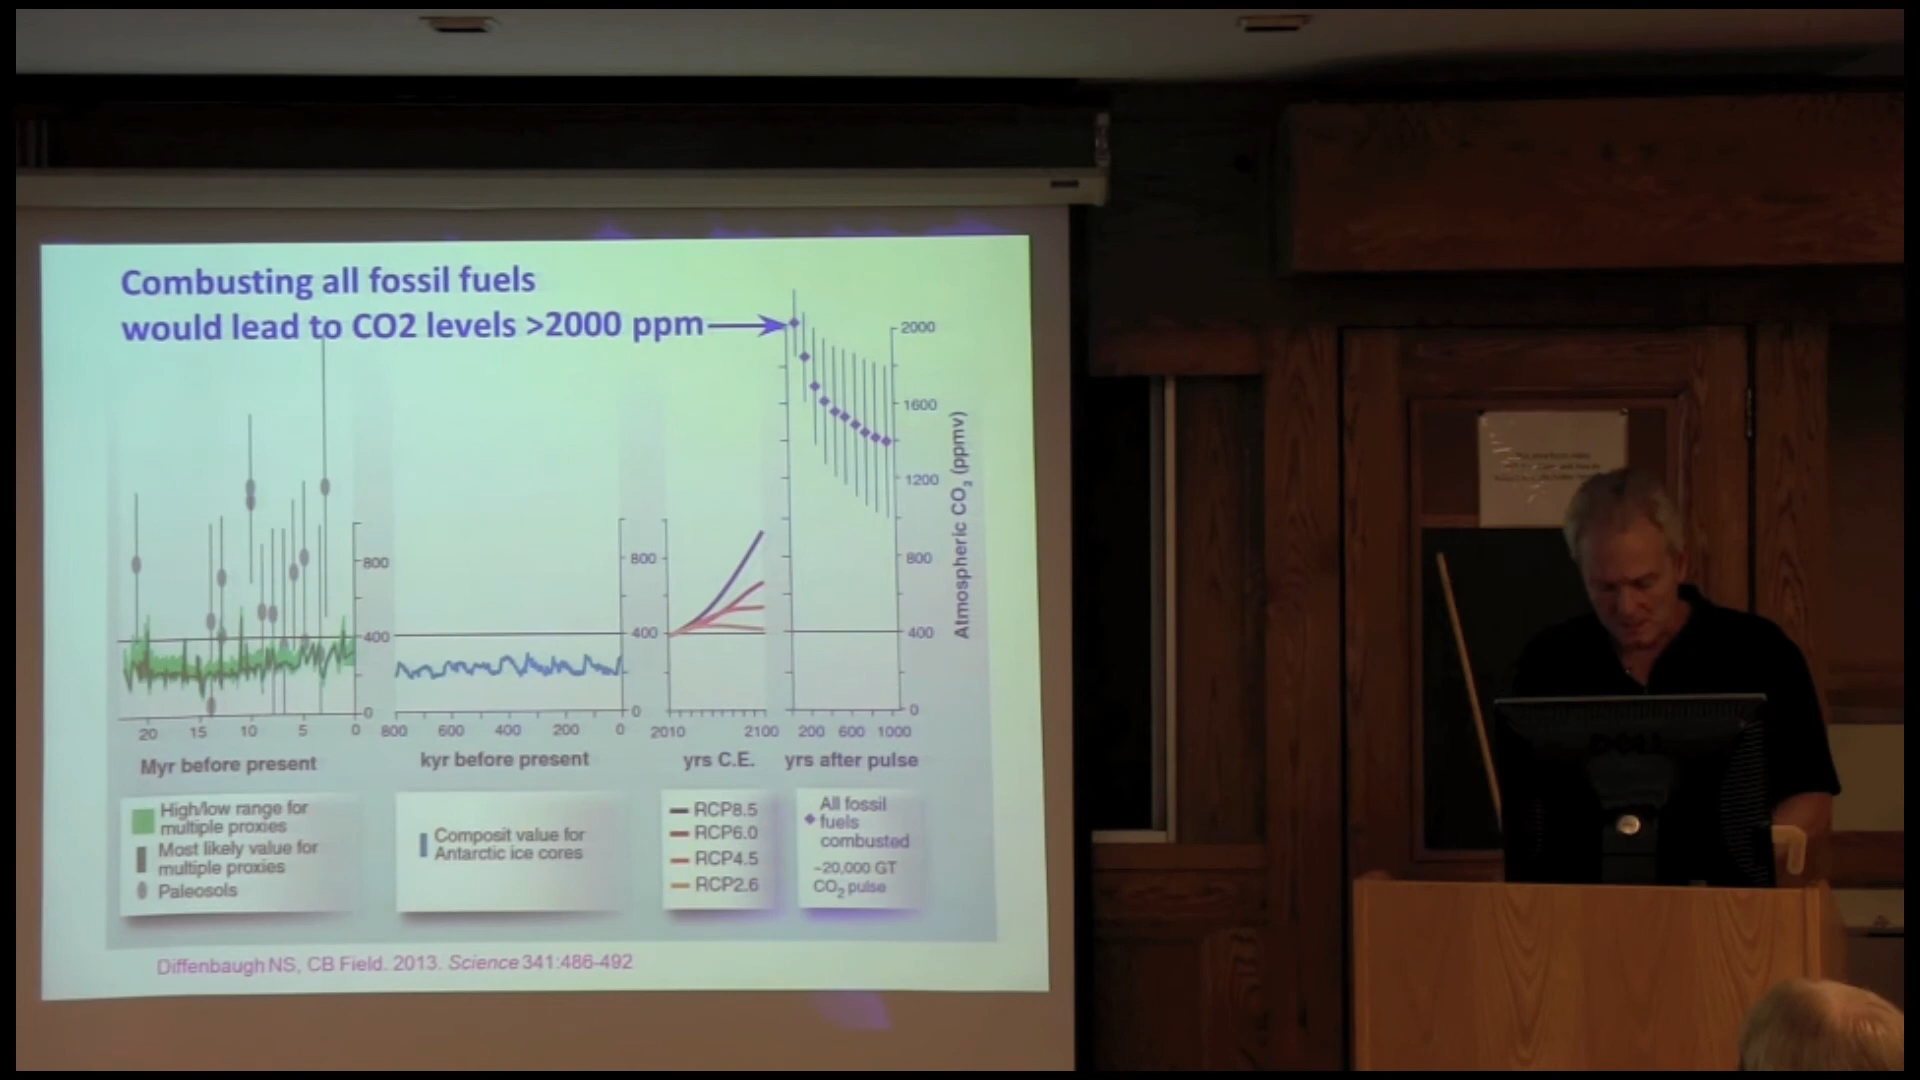 Combusting all fossil fuels
would lead to CO2 levels >2000 ppm
2000
1600
1200
800
400
0
Atmospheric CO2 (ppmv)
800
400
0
800
400
0
20 15 10 5 0
800 600 400 200 0
2010 2100
200 600 1000
Myr before present
kyr before present
yrs C.E.
yrs after pulse
High/low range for
multiple proxies
Most likely value for
multiple proxies
Paleosols
Composit value for
Antarctic ice cores
RCP8.5
RCP6.0
RCP4.5
RCP2.6
All fossil
fuels
combusted
~20,000 GT
CO2 pulse
Diffenbaugh NS, CB Field. 2013. Science 341:486-492